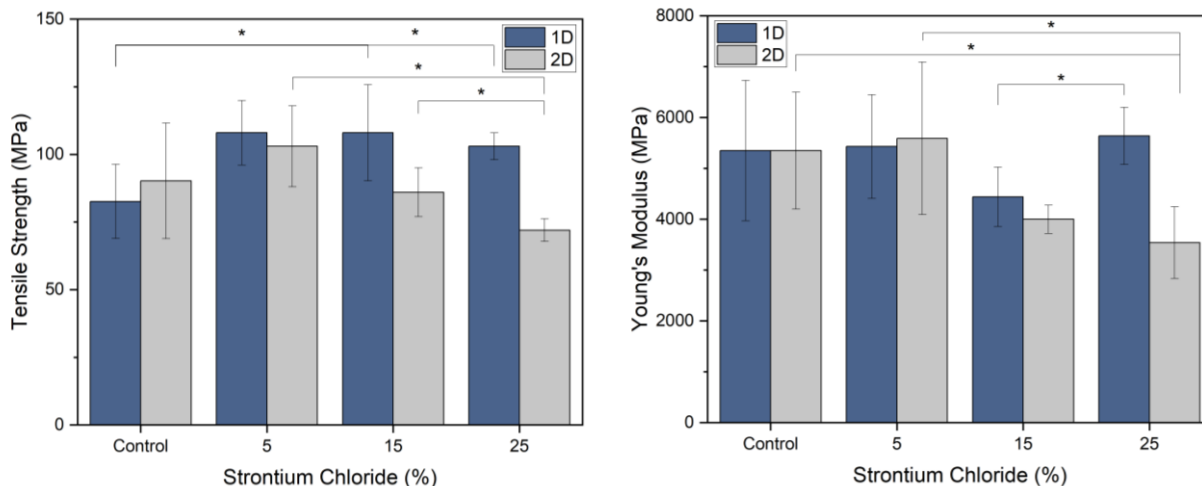 150
100
50
0
Tensile Strength (MPa)
* *
*
*
1D
2D
Control 5 15 25
Strontium Chloride (%)
8000
6000
4000
2000
0
Young's Modulus (MPa)
1D
2D
*
*
*
Control 5 15 25
Strontium Chloride (%)